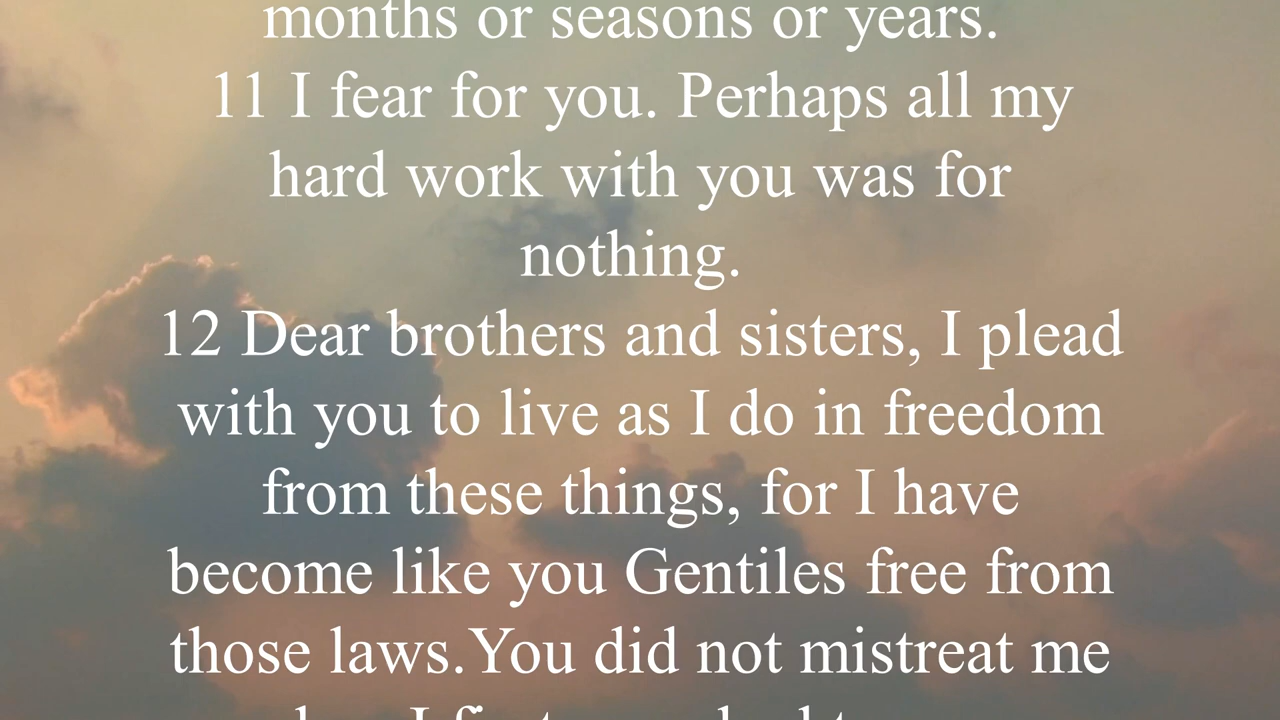 months or seasons or years.
11 I fear for you. Perhaps all my
hard work with you was for
nothing.
12 Dear brothers and sisters, I plead
with you to live as I do in freedom
from these things, for I have
become like you Gentiles free from
those laws.You did not mistreat me